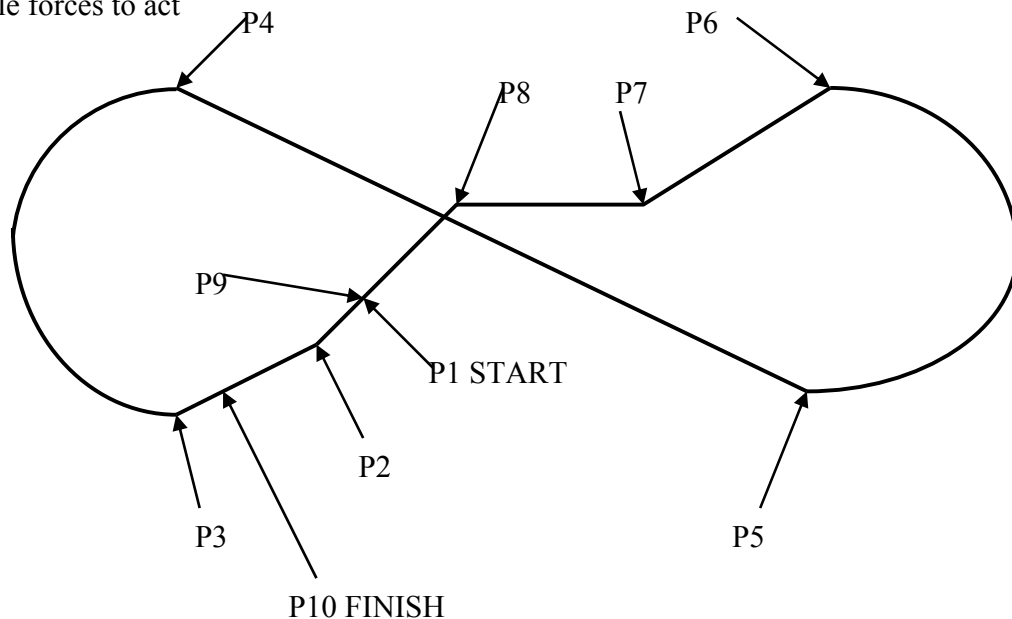 le forces to act
P4
P6
P8
P7
P9
P1 START
P2
P3
P5
P10 FINISH